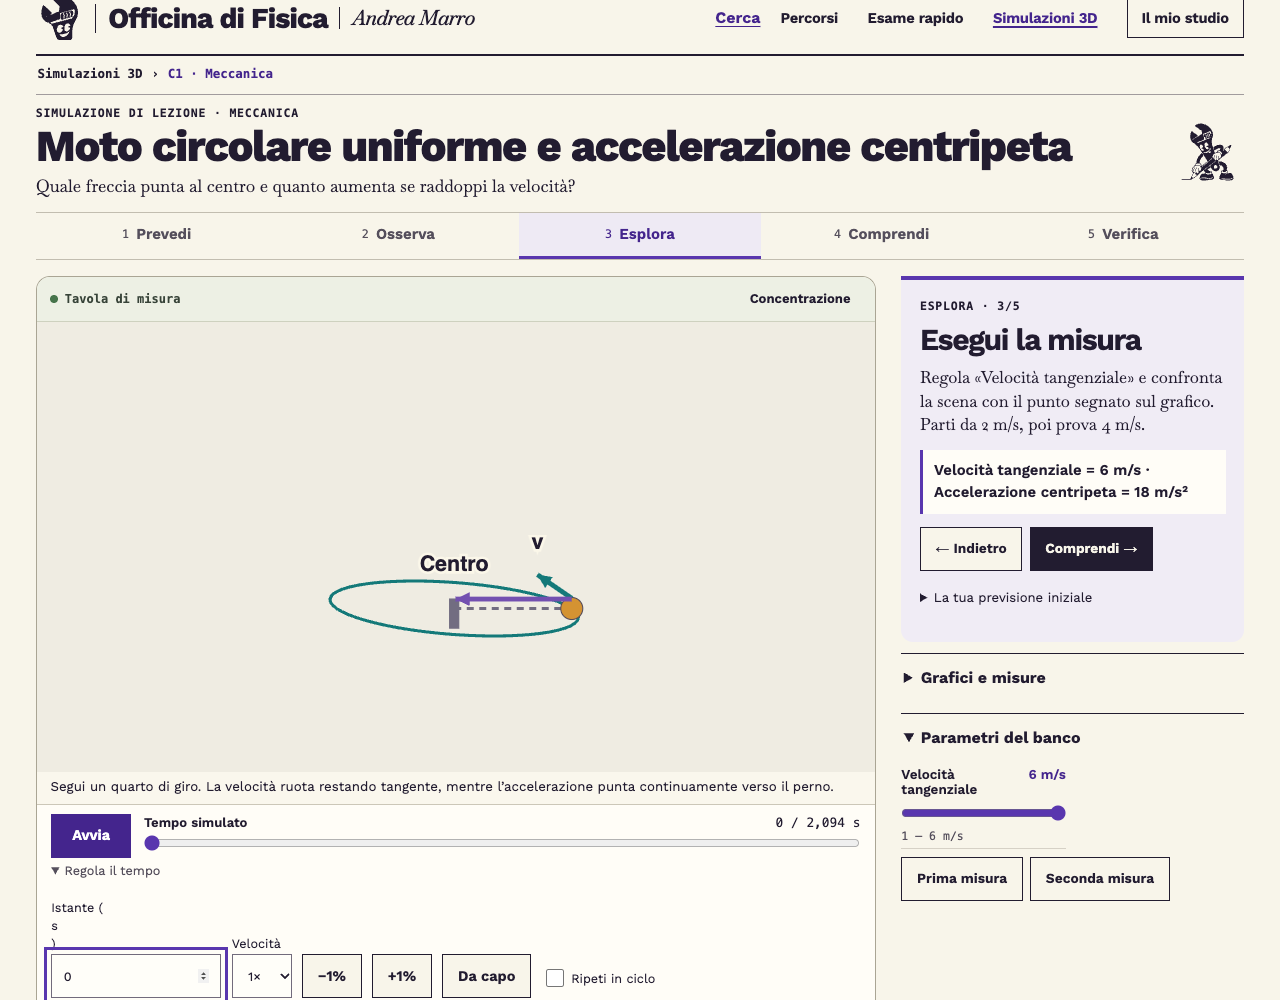 Officina di Fisica
Andrea Marro
Cerca
Percorsi
Esame rapido
Simulazioni 3D
Il mio studio
Simulazioni 3D › C1 · Meccanica
SIMULAZIONE DI LEZIONE · MECCANICA
Moto circolare uniforme e accelerazione centripeta
Quale freccia punta al centro e quanto aumenta se raddoppi la velocità?
1 Prevedi
2 Osserva
3 Esplora
4 Comprendi
5 Verifica
Tavola di misura
Concentrazione
v
Centro
Segui un quarto di giro. La velocità ruota restando tangente, mentre l’accelerazione punta continuamente verso il perno.
Avvia
Tempo simulato
0 / 2,094 s
▼ Regola il tempo
Istante (
s
)
0
Velocità
1×
−1%
+1%
Da capo
Ripeti in ciclo
ESPLORA · 3/5
Esegui la misura
Regola «Velocità tangenziale» e confronta
la scena con il punto segnato sul grafico.
Parti da 2 m/s, poi prova 4 m/s.
Velocità tangenziale = 6 m/s ·
Accelerazione centripeta = 18 m/s²
← Indietro
Comprendi →
▶ La tua previsione iniziale
▶ Grafici e misure
▼ Parametri del banco
Velocità
tangenziale
6 m/s
1 – 6 m/s
Prima misura
Seconda misura